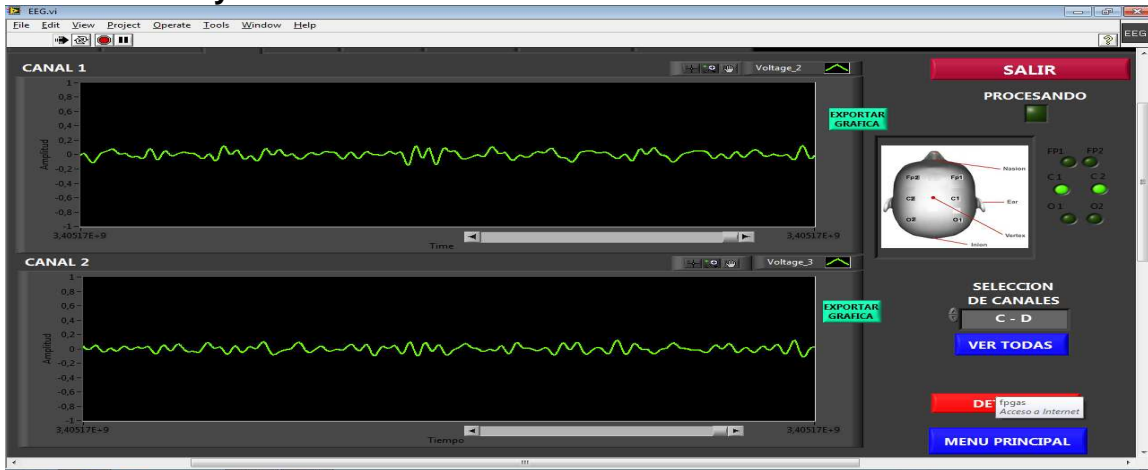 EEG.vi
File Edit View Project Operate Tools Window Help
EEG
CANAL 1
Voltage_2
SALIR
PROCESANDO
EXPORTAR
GRAFICA
Amplitud
1
0,8
0,6
0,4
0,2
0
-0,2
-0,4
-0,6
-0,8
-1
3,40517E+9
3,40517E+9
Time
Nasion
Fp2 Fp1
C2 C1
Ear
O2 O1
Vertex
Inion
FP1 FP2
C 1 C 2
O 1 O2
CANAL 2
Voltage_3
EXPORTAR
GRAFICA
Amplitud
1
0,8
0,6
0,4
0,2
0
-0,2
-0,4
-0,6
-0,8
-1
3,40517E+9
3,40517E+9
Tiempo
SELECCION
DE CANALES
C - D
VER TODAS
DE
fpgas
Acceso a Internet
MENU PRINCIPAL